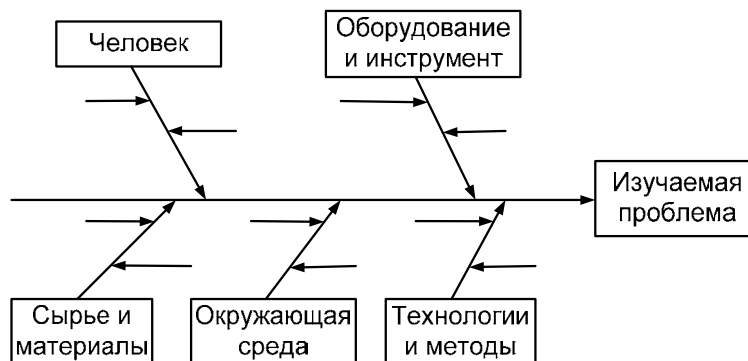 Человек
Оборудование
и инструмент
Изучаемая
проблема
Сырье и
материалы
Окружающая
среда
Технологии
и методы